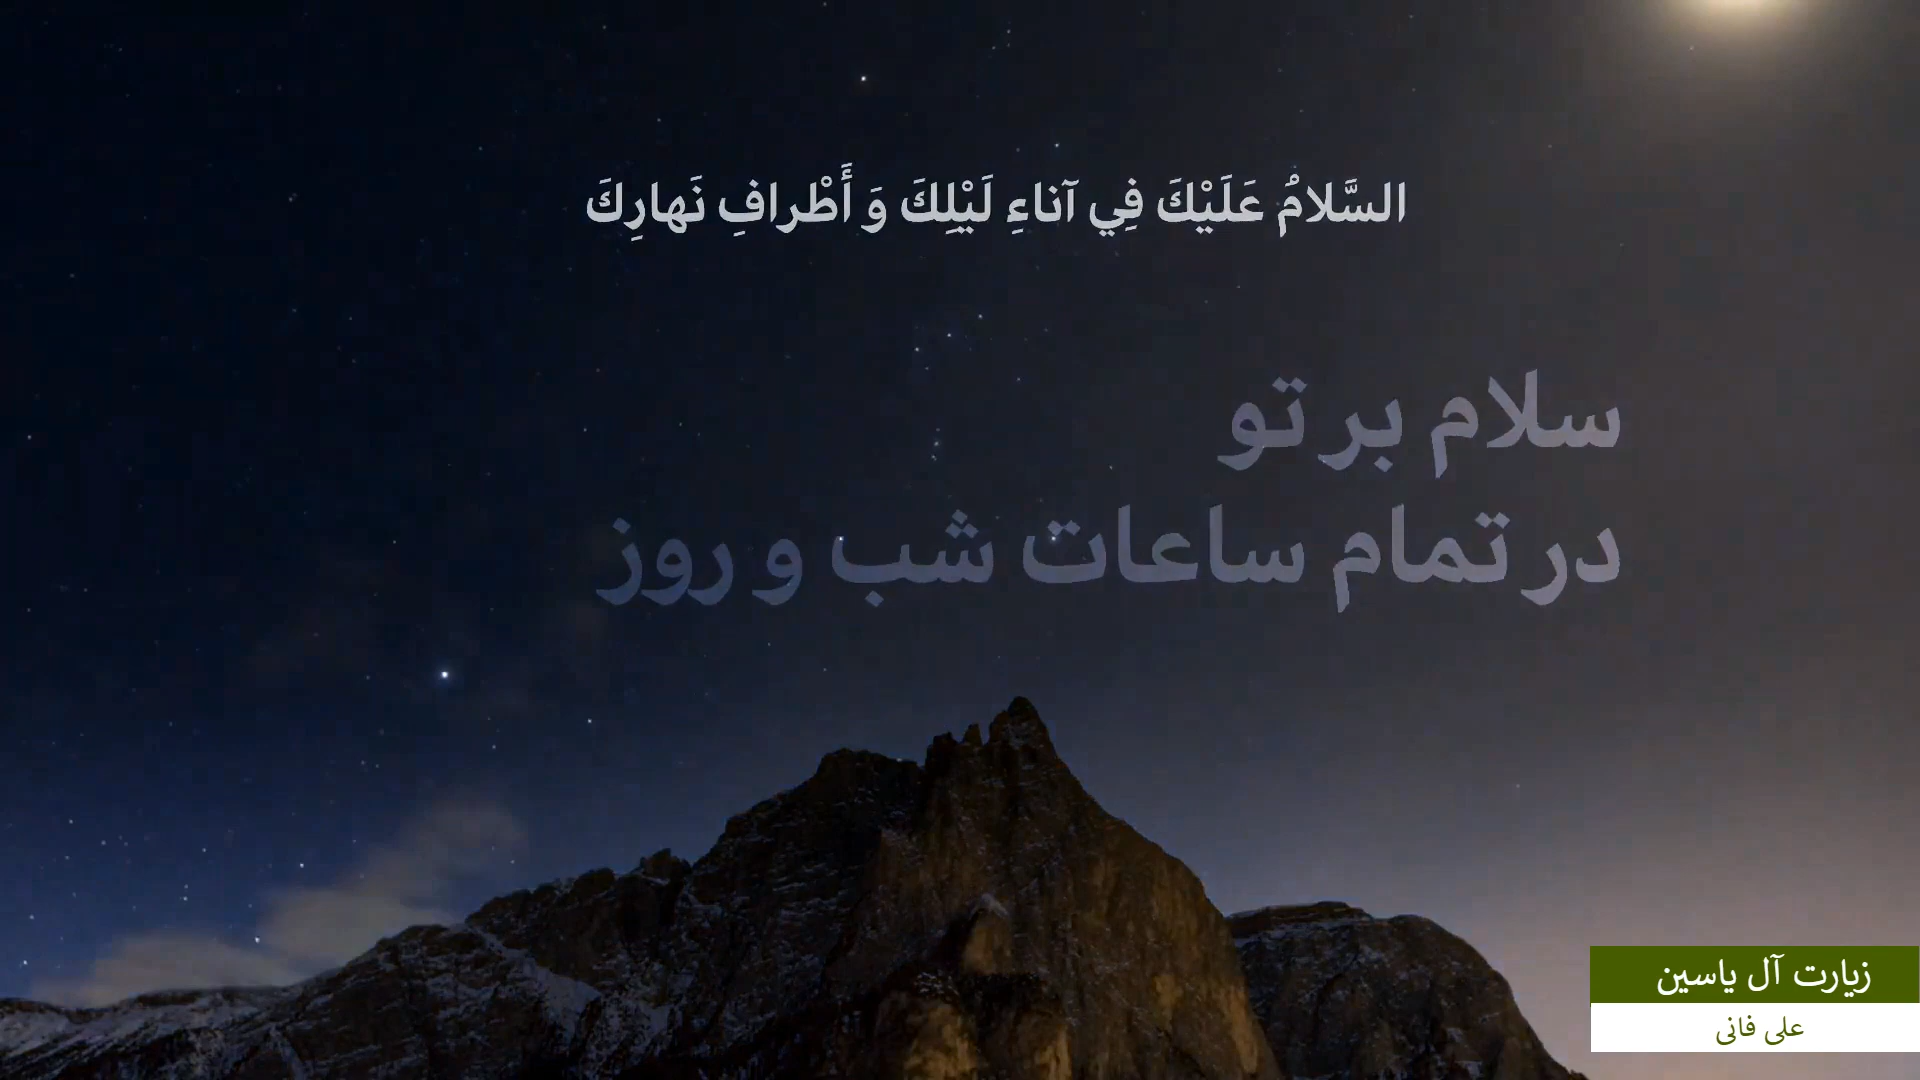 السَّلامُ عَلَيْكَ فِي آناءِ لَيْلِكَ وَ أَطْرافِ نَهارِكَ
سلام بر تو
در تمام ساعات شب و روز
زیارت آل یاسین
علی فانی